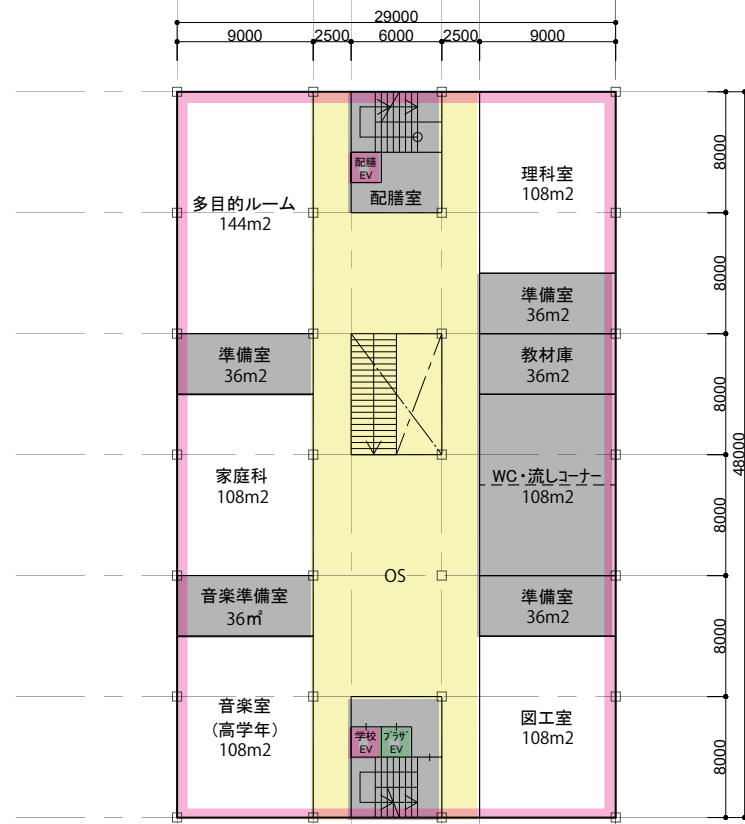 29000
9000
2500
6000
2500
9000
配膳
EV
配膳室
多目的ルーム
144m2
理科室
108m2
8000
8000
準備室
36m2
準備室
36m2
教材庫
36m2
8000
48000
家庭科
108m2
WC・流しコーナー
108m2
8000
OS
音楽準備室
36㎡
準備室
36m2
8000
音楽室
(高学年)
108m2
学校
EV
プラザ
EV
図工室
108m2
8000